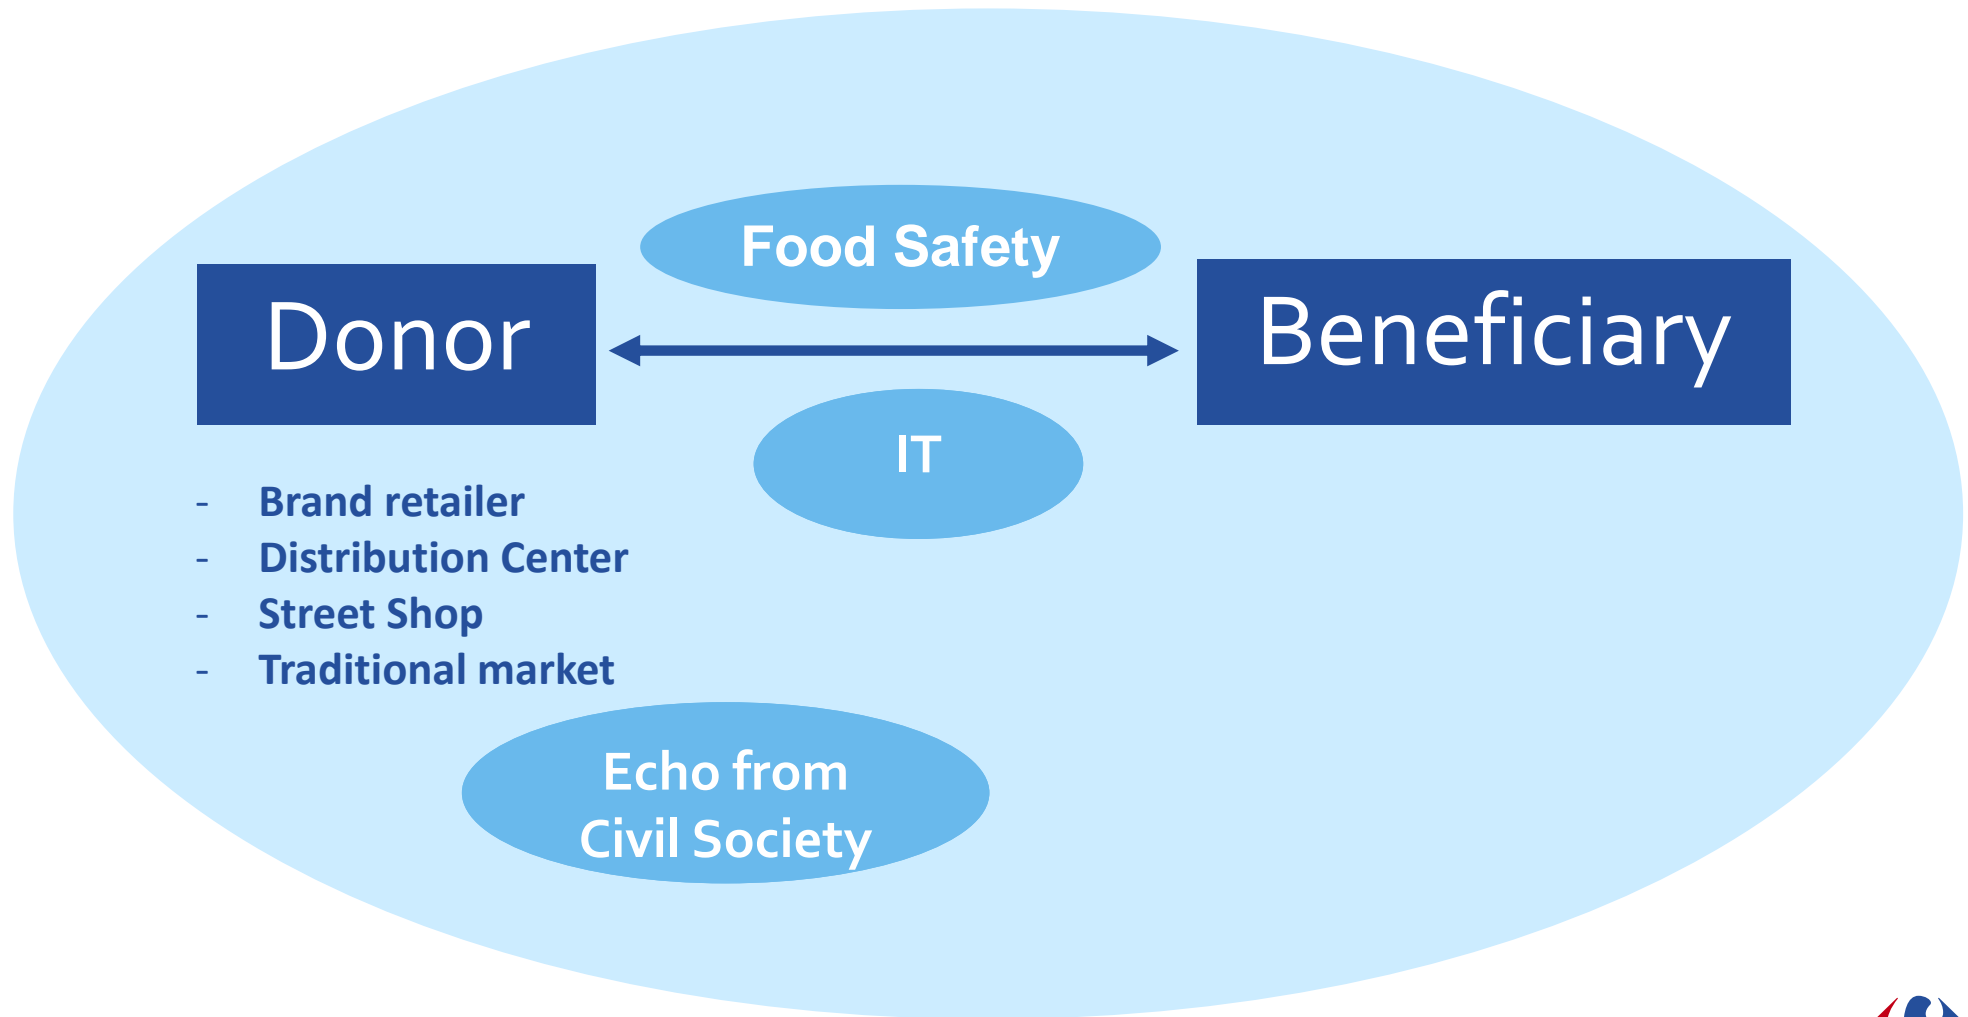 Food Safety
Donor
Beneficiary
IT
- Brand retailer
- Distribution Center
- Street Shop
- Traditional market
Echo from
Civil Society